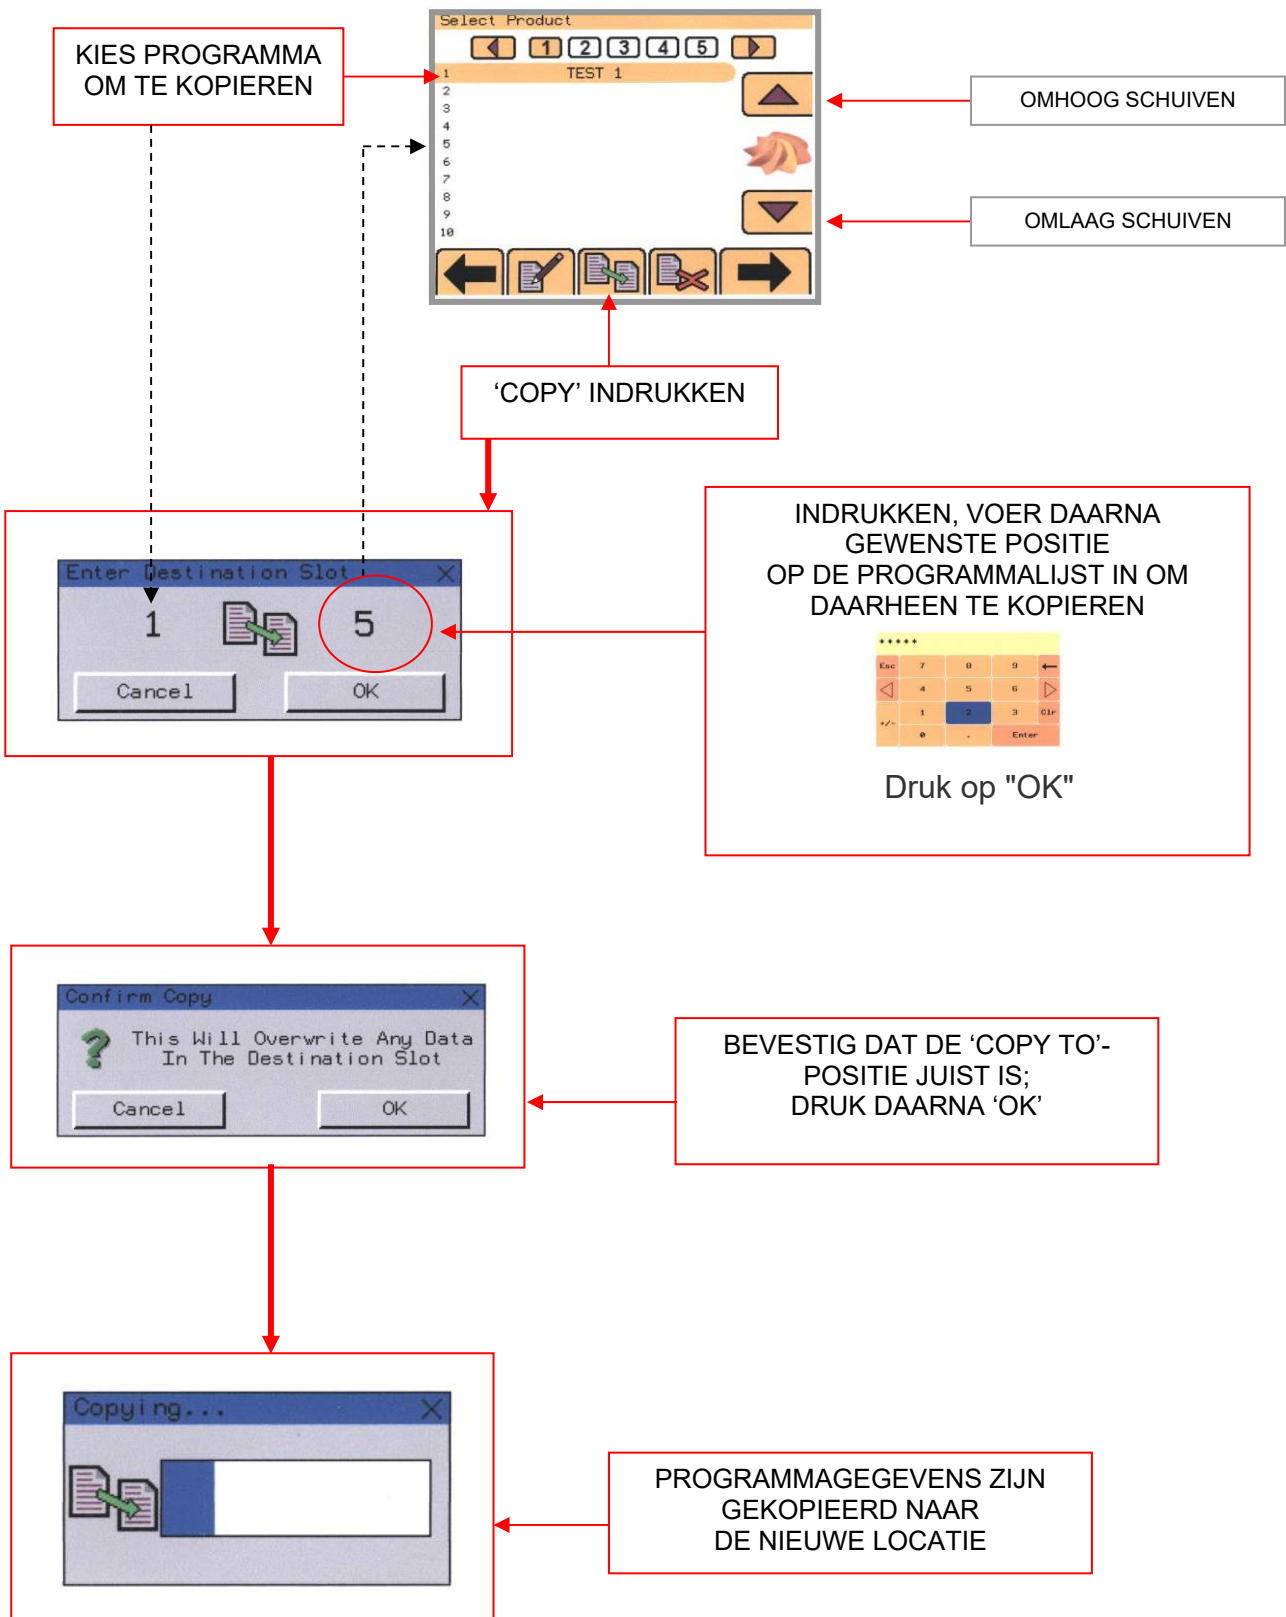 Select Product
1 2 3 4 5
KIES PROGRAMMA
OM TE KOPIEREN
1 TEST 1
2
3
4
5
6
7
8
9
10
OMHOOG SCHUIVEN
OMLAAG SCHUIVEN
‘COPY’ INDRUKKEN
INDRUKKEN, VOER DAARNA
GEWENSTE POSITIE
OP DE PROGRAMMALIJST IN OM
DAARHEEN TE KOPIEREN
*****
Esc 7 8 9
4 5 6
+/- 1 2 3 Clr
0 . Enter
Druk op "OK"
Enter Destination Slot
1 5
Cancel OK
Confirm Copy
This Will Overwrite Any Data
In The Destination Slot
Cancel OK
BEVESTIG DAT DE ‘COPY TO’-
POSITIE JUIST IS;
DRUK DAARNA ‘OK’
Copying...
PROGRAMMAGEGEVENS ZIJN
GEKOPIEERD NAAR
DE NIEUWE LOCATIE